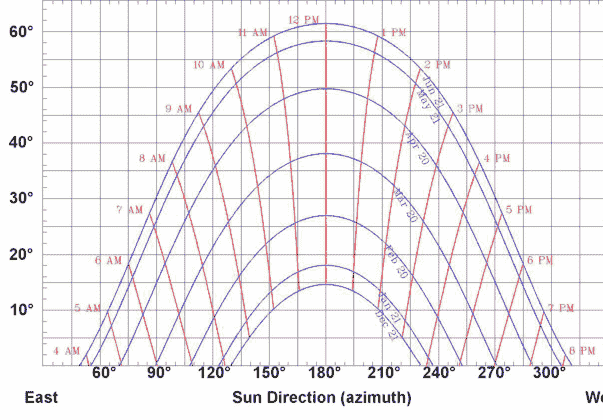 12 PM
60°
11 AM
1 PM
10 AM
2 PM
Jun 21
50°
May 21
9 AM
3 PM
40°
Apr 20
8 AM
4 PM
30°
Mar 20
7 AM
5 PM
20°
Feb 20
6 AM
6 PM
10°
Jan 21
5 AM
7 PM
Dec 21
4 AM
8 PM
60° 90° 120° 150° 180° 210° 240° 270° 300°
East Sun Direction (azimuth) We